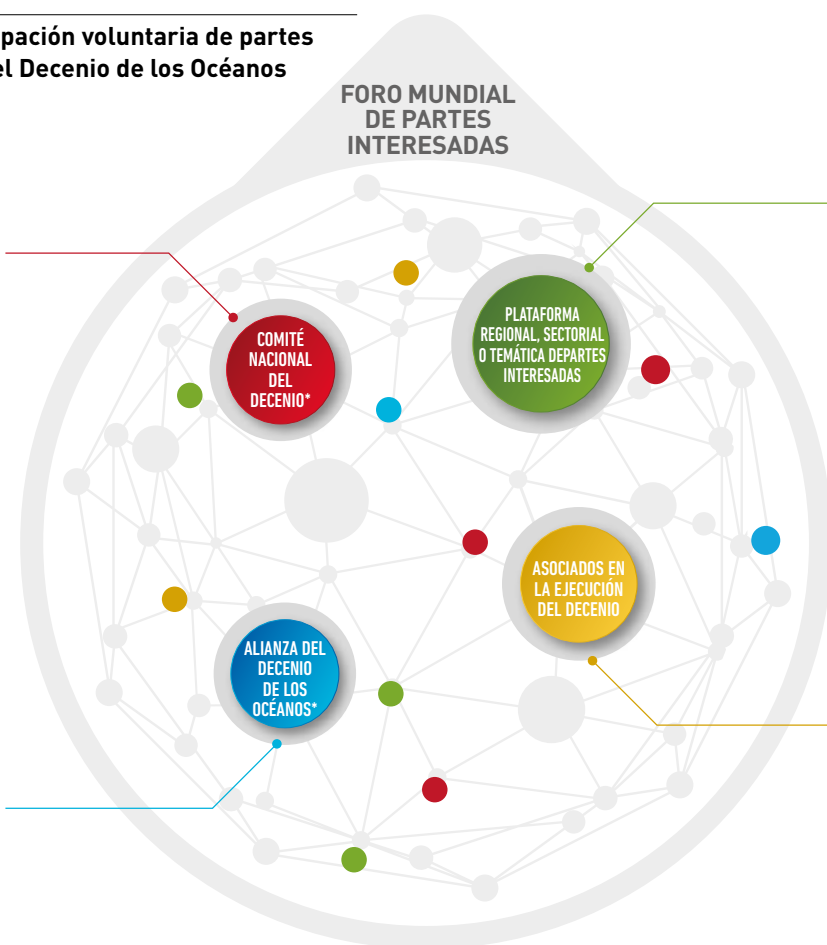 pación voluntaria de partes
el Decenio de los Océanos
FORO MUNDIAL
DE PARTES
INTERESADAS
COMITÉ
NACIONAL
DEL
DECENIO*
PLATAFORMA
REGIONAL, SECTORIAL
O TEMÁTICA DEPARTES
INTERESADAS
ASOCIADOS EN
LA EJECUCIÓN
DEL DECENIO
ALIANZA DEL
DECENIO
DE LOS
OCÉANOS*